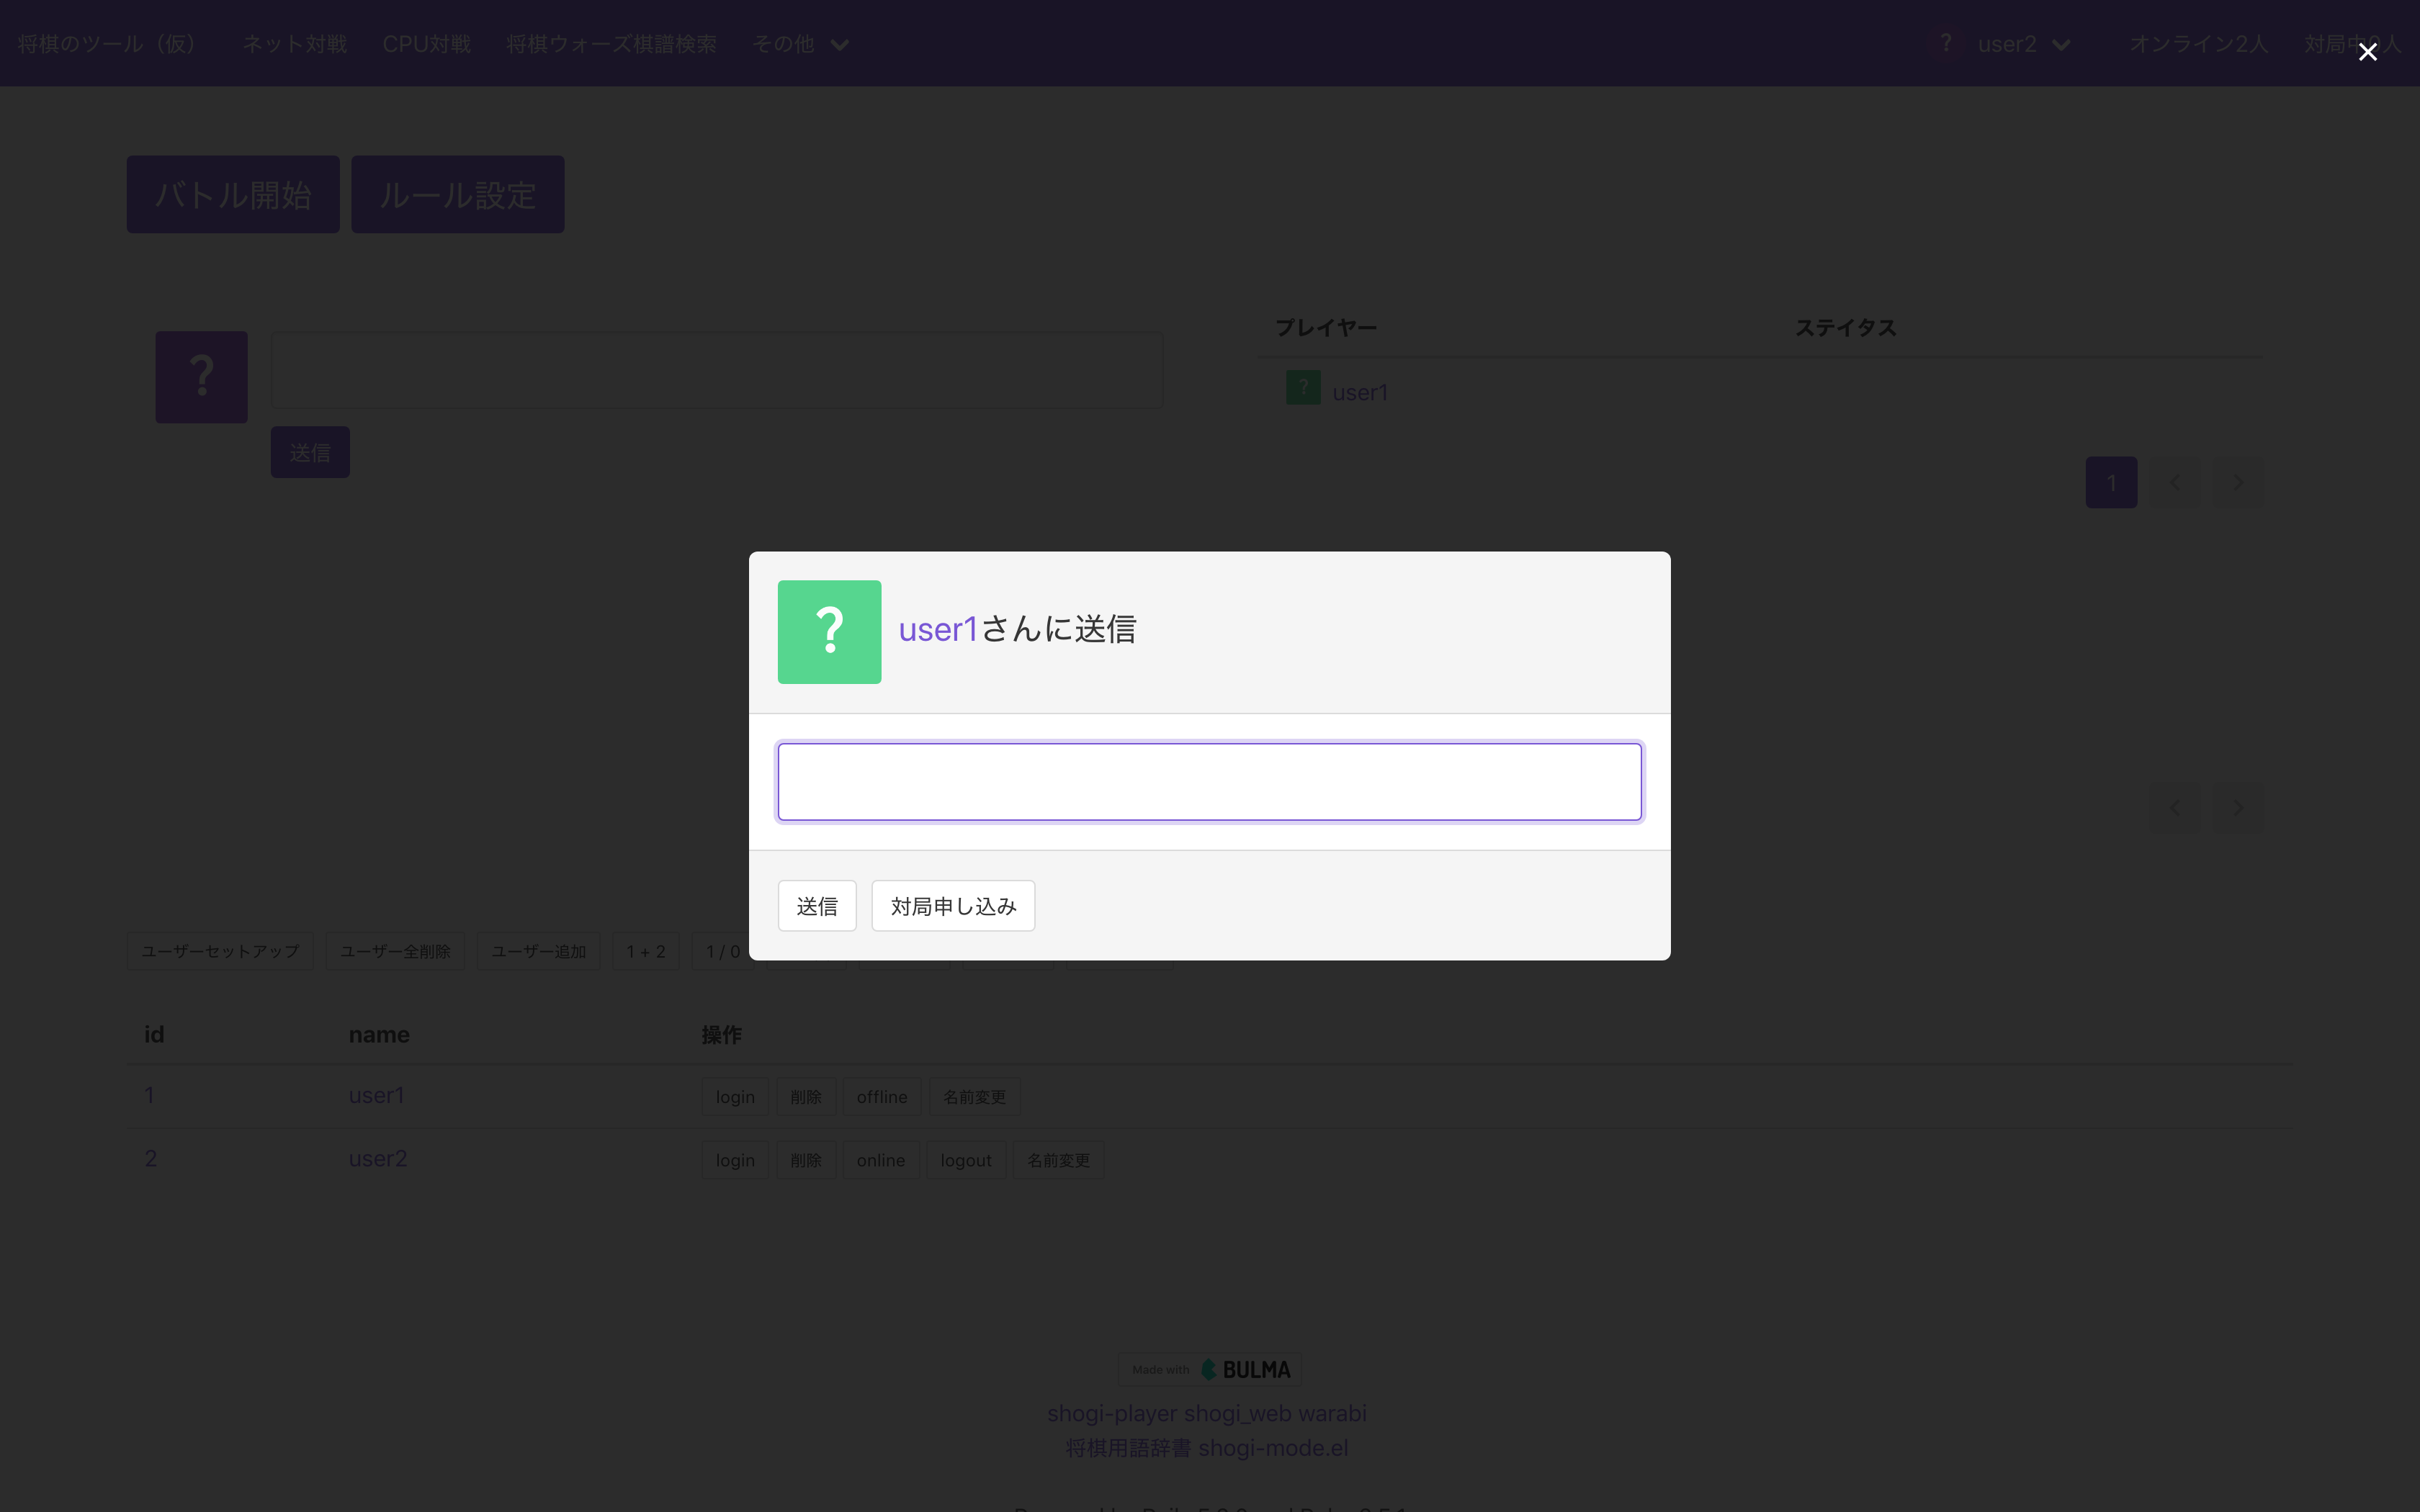 将棋のツール（仮） ネット対戦 CPU対戦 将棋ウォーズ棋譜検索 その他 ? user2 オンライン2人 対局中0人
バトル開始 ルール設定
プレイヤー ステイタス
?
? user1
送信
1
? user1さんに送信
送信 対局申し込み
ユーザーセットアップ ユーザー全削除 ユーザー追加 1 + 2 1 / 0
id name 操作
1 user1 login 削除 offline 名前変更
2 user2 login 削除 online logout 名前変更
Made with BULMA
shogi-player shogi_web warabi
将棋用語辞書 shogi-mode.el